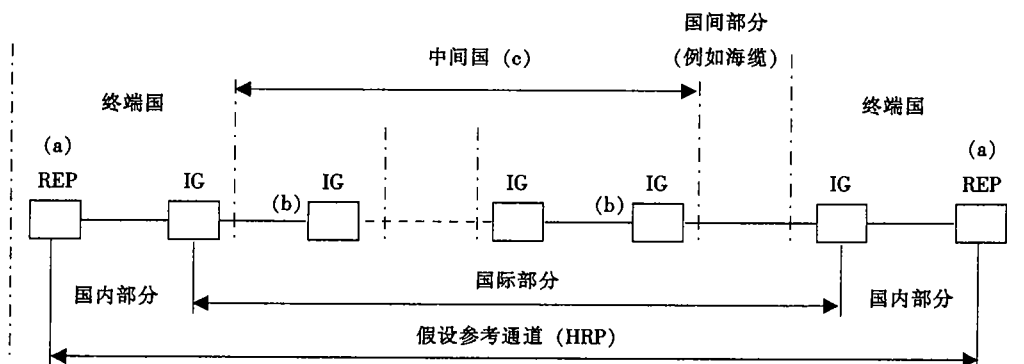 国间部分
中间国 (c)
(例如海缆)
终端国
终端国
(a)
(a)
REP
IG
IG
IG
IG
IG
REP
(b)
(b)
国内部分
国际部分
国内部分
假设参考通道 (HRP)